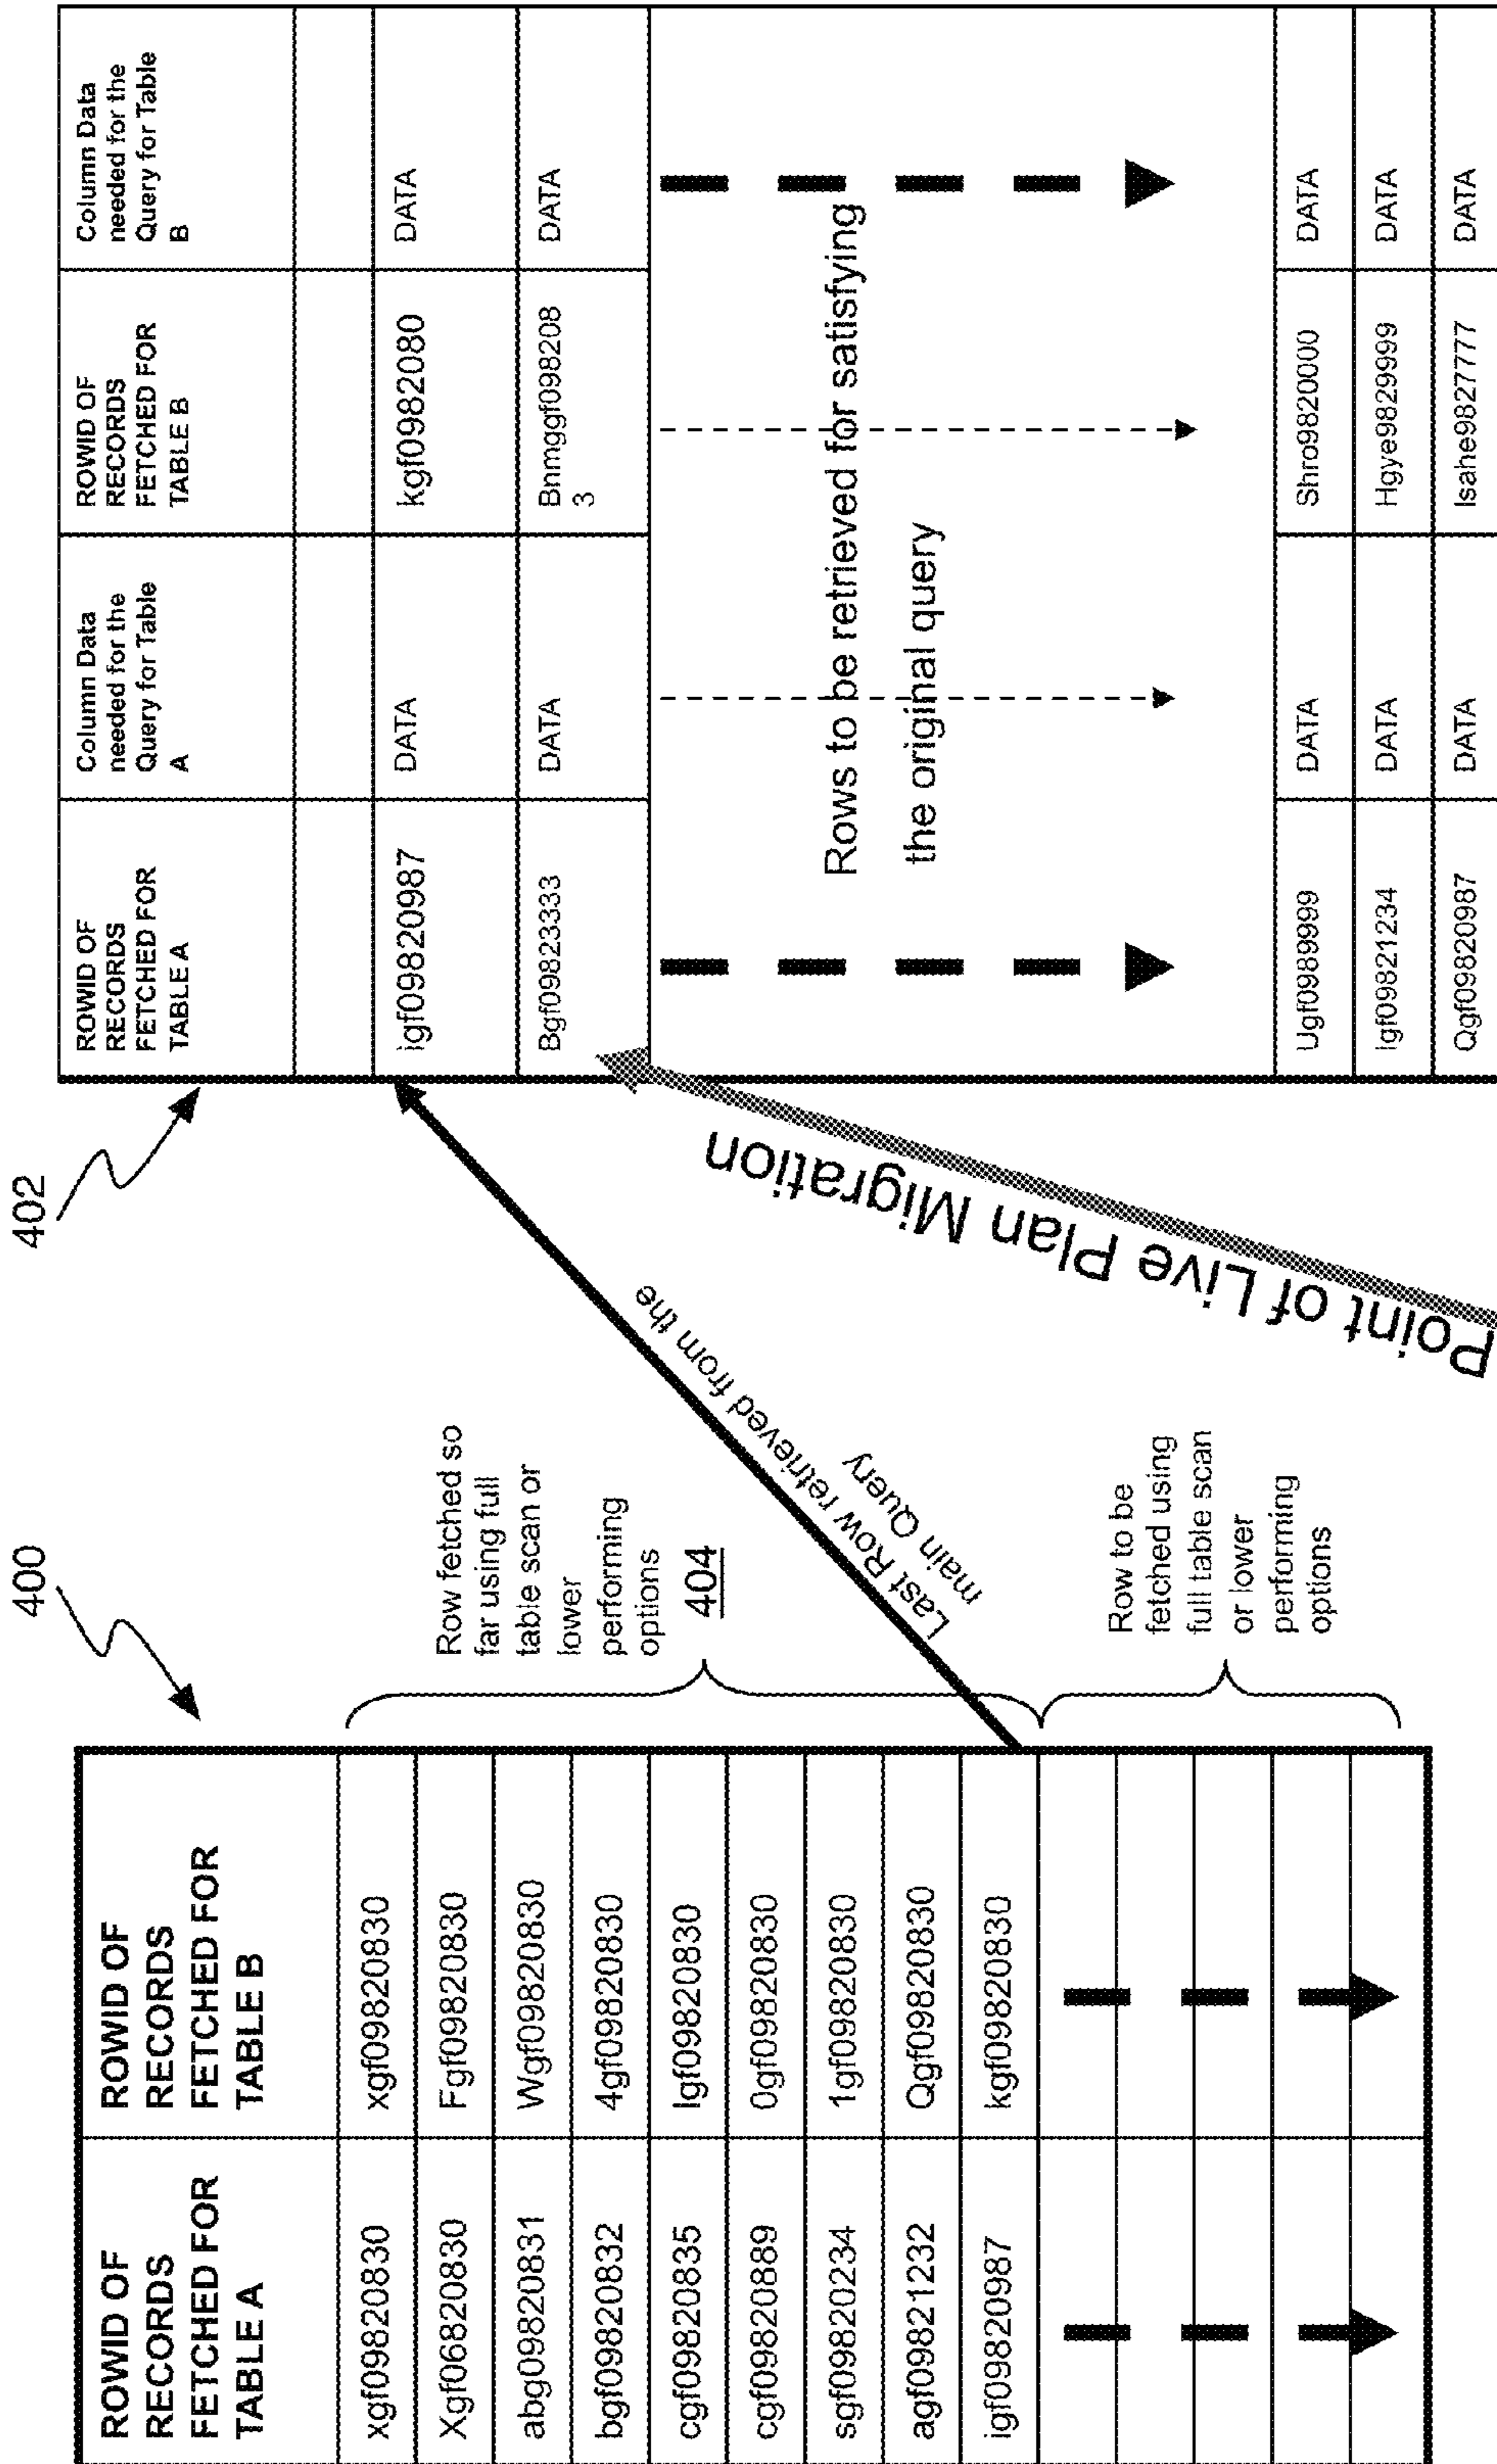 400
ROWID OF
RECORDS
FETCHED FOR
TABLE A
ROWID OF
RECORDS
FETCHED FOR
TABLE B
xgf09820830
xgf09820830
Xgf06820830
Fgf09820830
abg09820831
Wgf09820830
bgf09820832
4gf09820830
cgf09820835
Igf09820830
cgf09820889
0gf09820830
sgf09820234
1gf09820830
agf09821232
Qgf09820830
igf09820987
kgf09820830
Row fetched so
far using full
table scan or
lower
performing
options
404
Row to be
fetched using
full table scan
or lower
performing
options
Last Row retrieved from the
main Query
Point of Live Plan Migration
402
ROWID OF
RECORDS
FETCHED FOR
TABLE A
Column Data
needed for the
Query for Table
A
ROWID OF
RECORDS
FETCHED FOR
TABLE B
Column Data
needed for the
Query for Table
B
igf09820987
DATA
kgf0982080
DATA
Bgf09823333
DATA
Bnmggf098208
3
DATA
Rows to be retrieved for satisfying
the original query
Ugf0989999
DATA
Shro9820000
DATA
Igf09821234
DATA
Hgye9829999
DATA
Qgf09820987
DATA
Isahe9827777
DATA